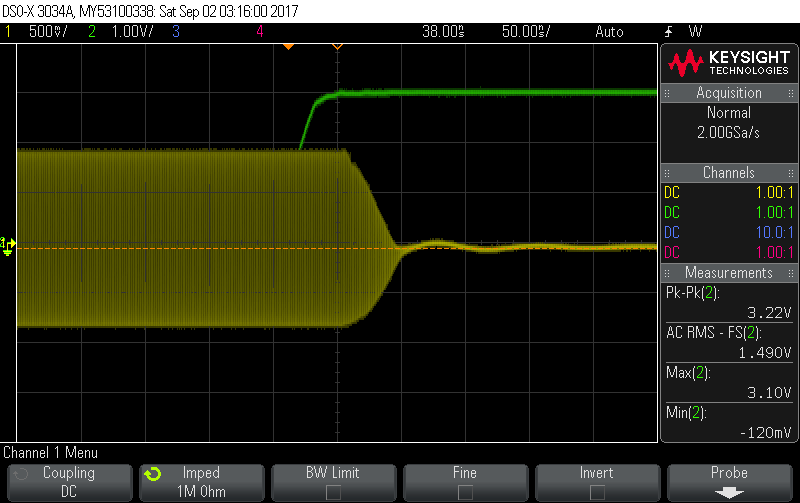 DSO-X 3034A, MY53100338: Sat Sep 02 03:16:00 2017
1 500mV/ 2 1.00V/ 3 4 38.00us 50.00us/ Auto W
KEYSIGHT
TECHNOLOGIES
Acquisition
Normal
2.00GSa/s
Channels
DC 1.00:1
DC 1.00:1
DC 10.0:1
DC 1.00:1
Measurements
Pk-Pk(2):
3.22V
AC RMS - FS(2):
1.490V
Max(2):
3.10V
Min(2):
-120mV
Channel 1 Menu
Coupling Imped BW Limit Fine Invert Probe
DC 1M Ohm